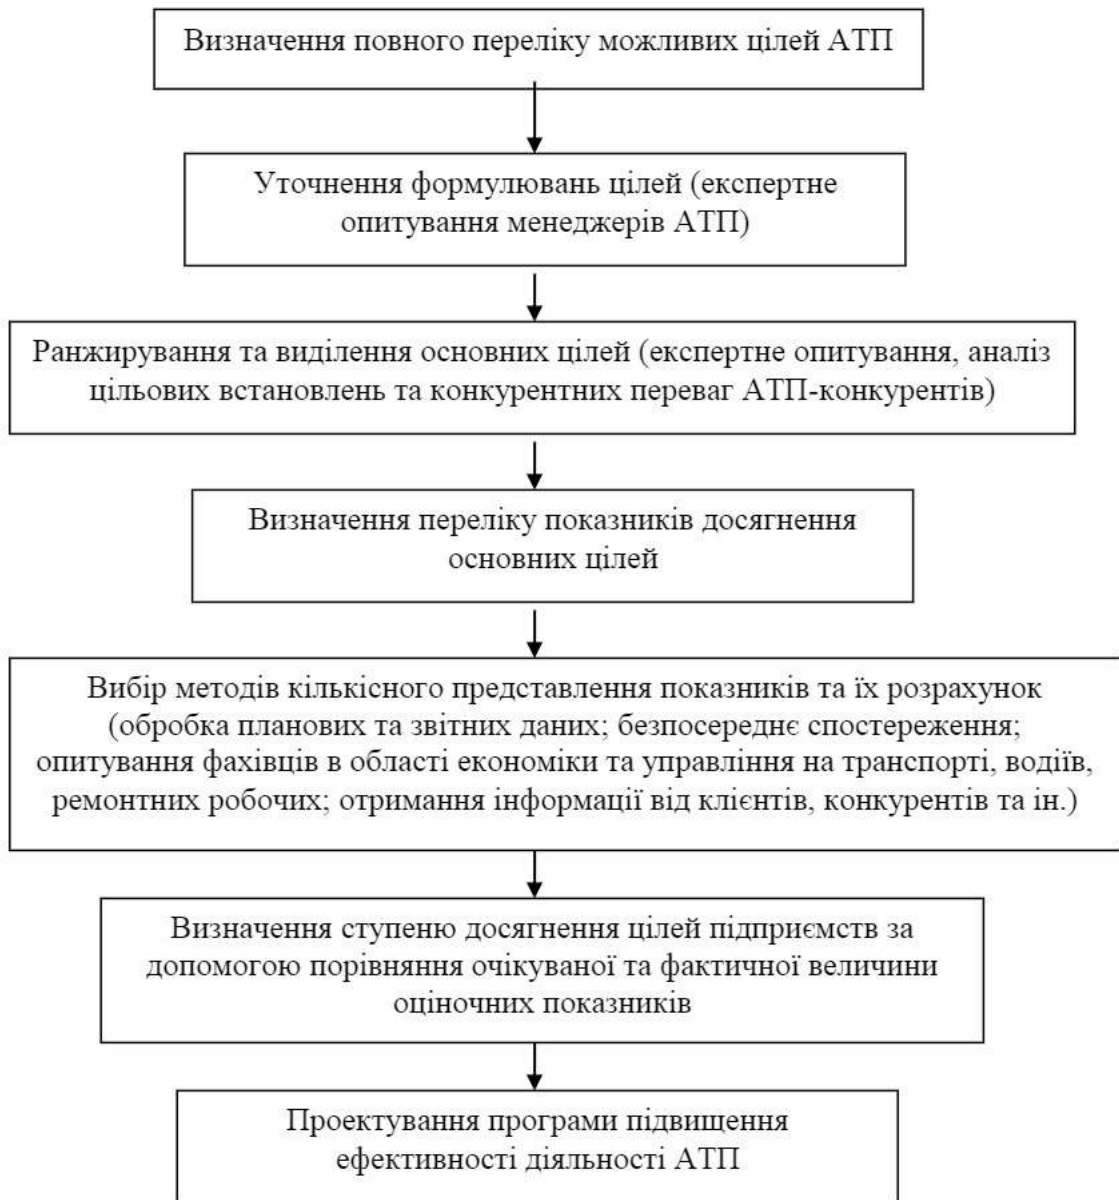 Визначення повного переліку можливих цілей АТП
Уточнення формулювань цілей (експертне
опитування менеджерів АТП)
Ранжирування та виділення основних цілей (експертне опитування, аналіз
цільових встановлень та конкурентних переваг АТП-конкурентів)
Визначення переліку показників досягнення
основних цілей
Вибір методів кількісного представлення показників та їх розрахунок
(обробка планових та звітних даних; безпосереднє спостереження;
опитування фахівців в області економіки та управління на транспорті, водіїв,
ремонтних робочих; отримання інформації від клієнтів, конкурентів та ін.)
Визначення ступеню досягнення цілей підприємств за
допомогою порівняння очікуваної та фактичної величини
оціночних показників
Проектування програми підвищення
ефективності діяльності АТП